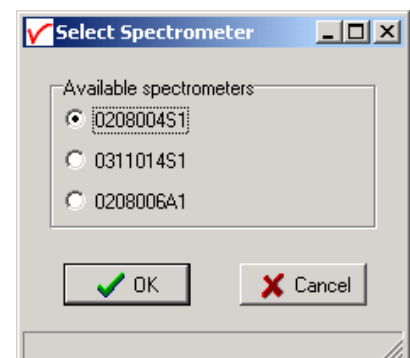 Select Spectrometer
Available spectrometers
0208004S1
0311014S1
0208006A1
OK
Cancel